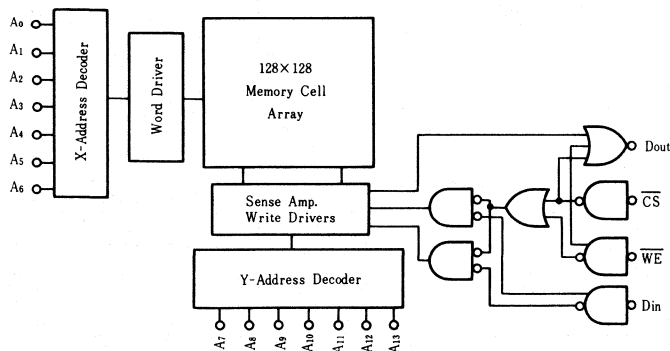 A0
A1
A2
A3
A4
A5
A6
X-Address Decoder
Word Driver
128×128
Memory Cell
Array
Sense Amp.
Write Drivers
Y-Address Decoder
A7
A8
A9
A10
A11
A12
A13
Dout
CS
WE
Din